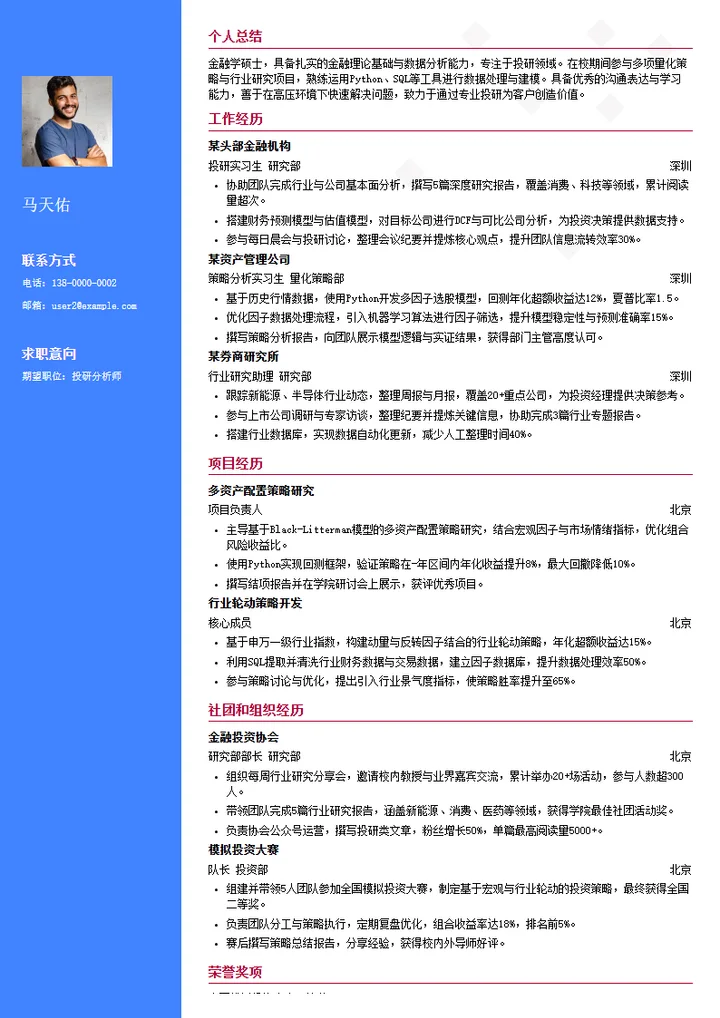 马天佑
联系方式
电话：138-0000-0002
邮箱：user2@example.com
求职意向
期望职位：投研分析师
个人总结
金融学硕士，具备扎实的金融理论基础与数据分析能力，专注于投研领域。在校期间参与多项量化策
略与行业研究项目，熟练运用Python、SQL等工具进行数据处理与建模。具备优秀的沟通表达与学习
能力，善于在高压环境下快速解决问题，致力于通过专业投研为客户创造价值。
工作经历
某头部金融机构
投研实习生 研究部 深圳
• 协助团队完成行业与公司基本面分析，撰写5篇深度研究报告，覆盖消费、科技等领域，累计阅读
量超次。
• 搭建财务预测模型与估值模型，对目标公司进行DCF与可比公司分析，为投资决策提供数据支持。
• 参与每日晨会与投研讨论，整理会议纪要并提炼核心观点，提升团队信息流转效率30%。
某资产管理公司
策略分析实习生 量化策略部 深圳
• 基于历史行情数据，使用Python开发多因子选股模型，回测年化超额收益达12%，夏普比率1.5。
• 优化因子数据处理流程，引入机器学习算法进行因子筛选，提升模型稳定性与预测准确率15%。
• 撰写策略分析报告，向团队展示模型逻辑与实证结果，获得部门主管高度认可。
某券商研究所
行业研究助理 研究部 深圳
• 跟踪新能源、半导体行业动态，整理周报与月报，覆盖20+重点公司，为投资经理提供决策参考。
• 参与上市公司调研与专家访谈，整理纪要并提炼关键信息，协助完成3篇行业专题报告。
• 搭建行业数据库，实现数据自动化更新，减少人工整理时间40%。
项目经历
多资产配置策略研究
项目负责人 北京
• 主导基于Black-Litterman模型的多资产配置策略研究，结合宏观因子与市场情绪指标，优化组合
风险收益比。
• 使用Python实现回测框架，验证策略在-年区间内年化收益提升8%，最大回撤降低10%。
• 撰写结项报告并在学院研讨会上展示，获评优秀项目。
行业轮动策略开发
核心成员 北京
• 基于申万一级行业指数，构建动量与反转因子结合的行业轮动策略，年化超额收益达15%。
• 利用SQL提取并清洗行业财务数据与交易数据，建立因子数据库，提升数据处理效率50%。
• 参与策略讨论与优化，提出引入行业景气度指标，使策略胜率提升至65%。
社团和组织经历
金融投资协会
研究部部长 研究部 北京
• 组织每周行业研究分享会，邀请校内教授与业界嘉宾交流，累计举办20+场活动，参与人数超300
人。
• 带领团队完成5篇行业研究报告，涵盖新能源、消费、医药等领域，获得学院最佳社团活动奖。
• 负责协会公众号运营，撰写投研类文章，粉丝增长50%，单篇最高阅读量5000+。
模拟投资大赛
队长 投资部 北京
• 组建并带领5人团队参加全国模拟投资大赛，制定基于宏观与行业轮动的投资策略，最终获得全国
二等奖。
• 负责团队分工与策略执行，定期复盘优化，组合收益率达18%，排名前5%。
• 赛后撰写策略总结报告，分享经验，获得校内外导师好评。
荣誉奖项